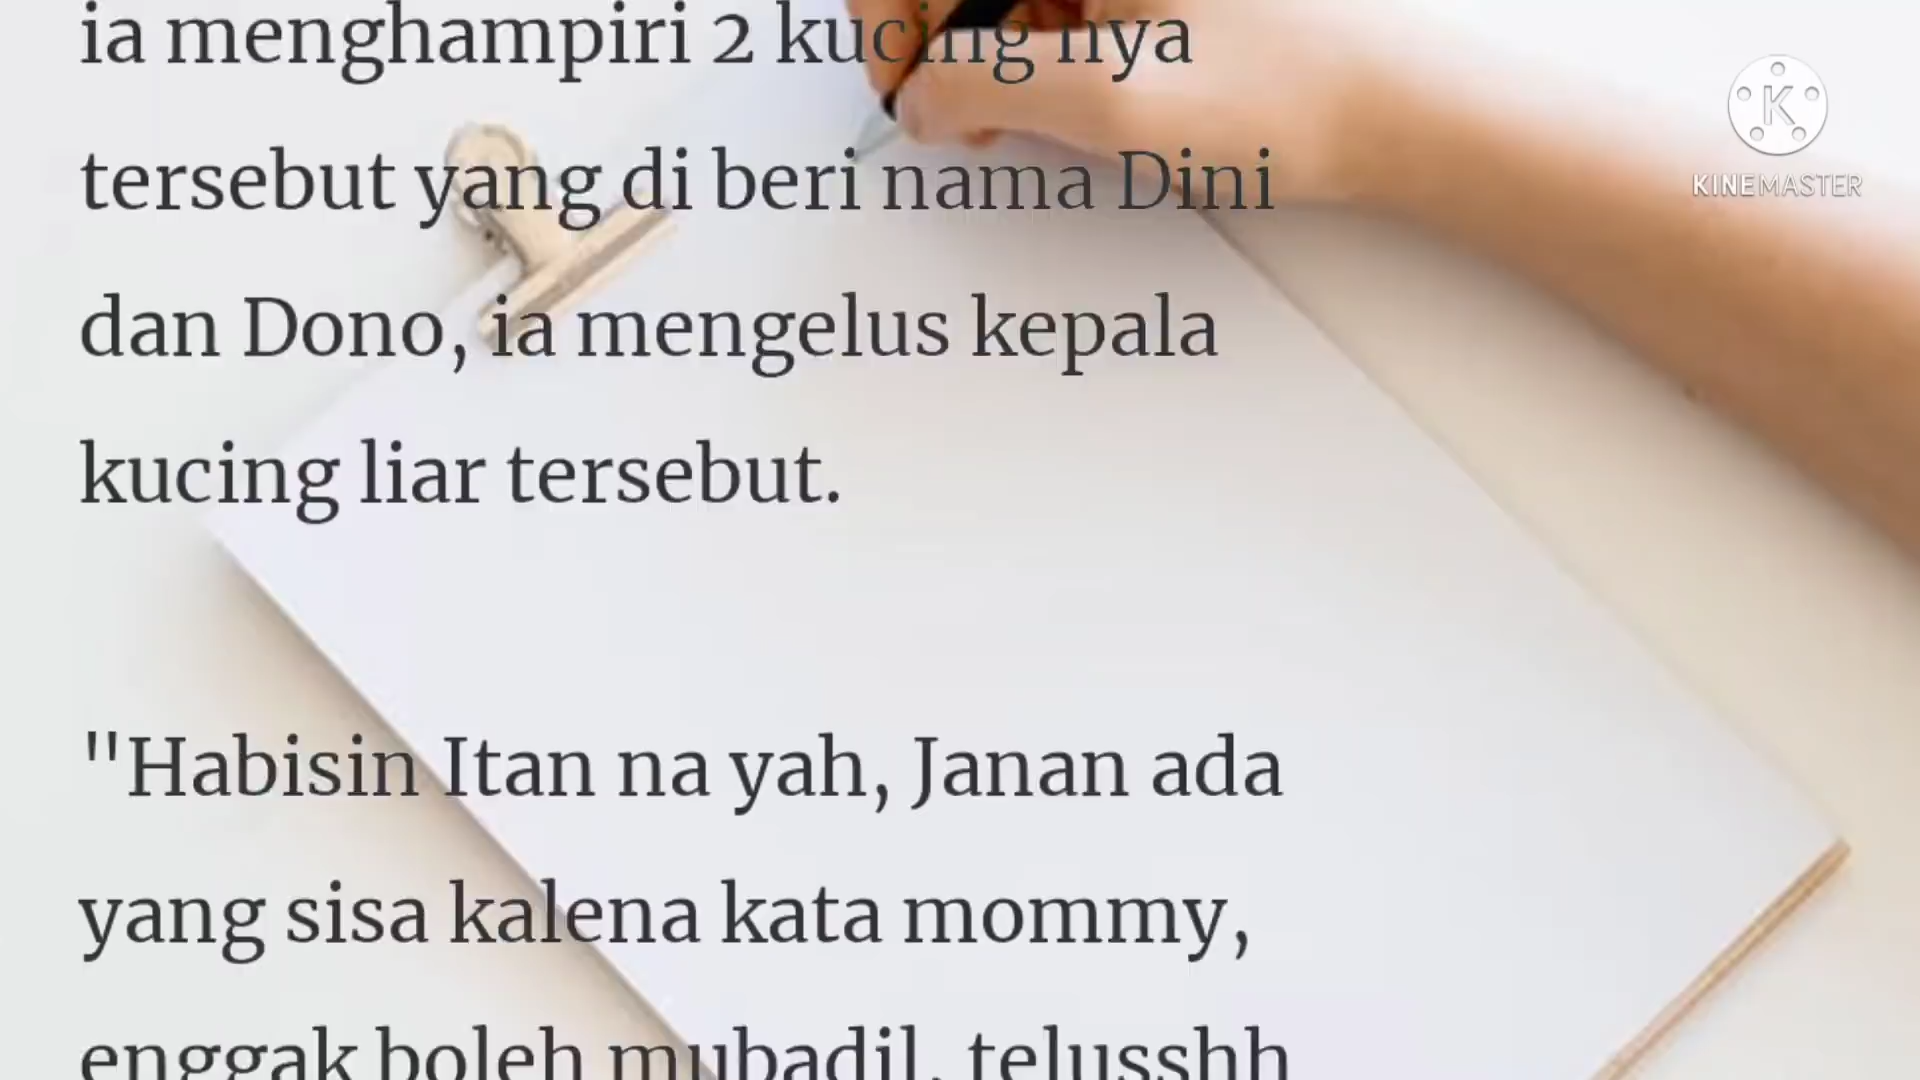 ia menghampiri 2 kucing nya
tersebut yang di beri nama Dini
dan Dono, ia mengelus kepala
kucing liar tersebut.
"Habisin Itan na yah, Janan ada
yang sisa kalena kata mommy,
enggak boleh mubadil, telusshh
K
KINEMASTER